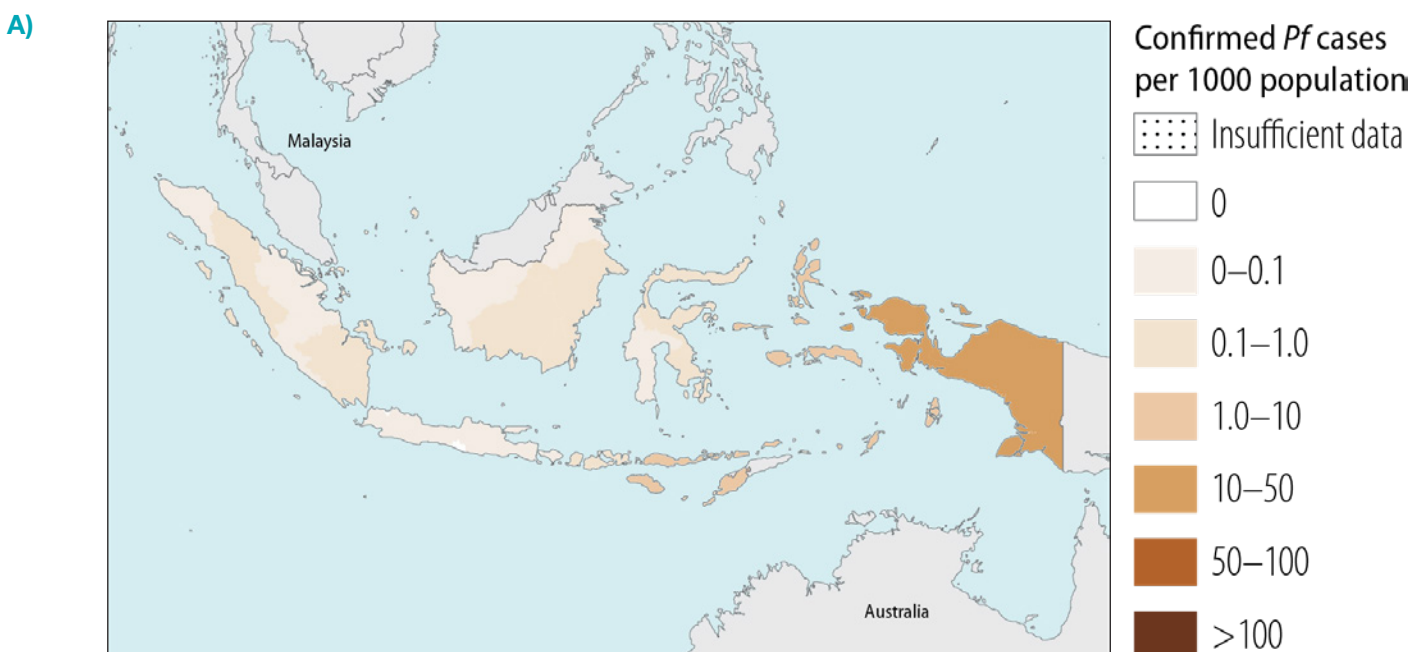 A)
Confirmed Pf cases
per 1000 population
Insufficient data
0
0–0.1
0.1–1.0
1.0–10
10–50
50–100
>100
Malaysia
Australia